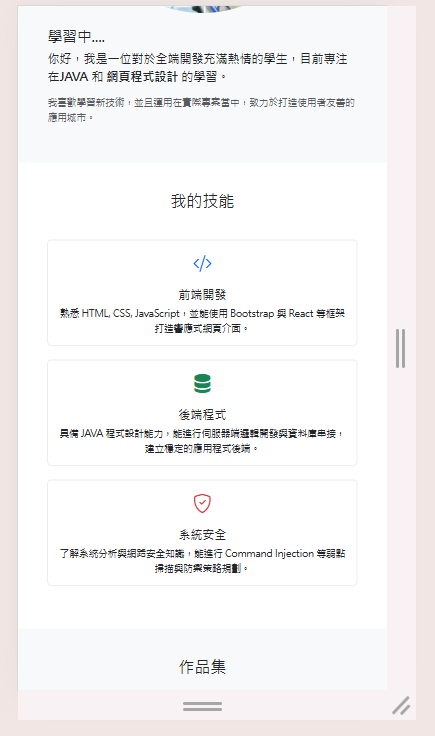 學習中....
你好，我是一位對於全端開發充滿熱情的學生，目前專注
在JAVA 和 網頁程式設計 的學習。
我喜歡學習新技術，並且運用在實際專案當中，致力於打造使用者友善的
應用城市。
我的技能
前端開發
熟悉 HTML, CSS, JavaScript，並能使用 Bootstrap 與 React 等框架
打造響應式網頁介面。
後端程式
具備 JAVA 程式設計能力，能進行伺服器端邏輯開發與資料庫串接，
建立穩定的應用程式後端。
系統安全
了解系統分析與網路安全知識，能進行 Command Injection 等弱點
掃描與防禦策略規劃。
作品集